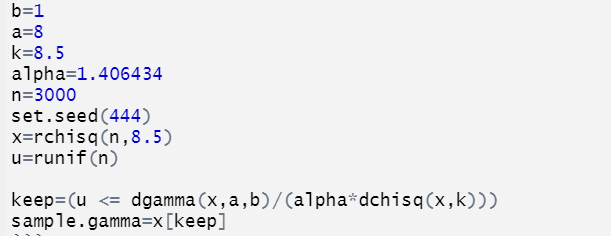 b=1
a=8
k=8.5
alpha=1.406434
n=3000
set.seed(444)
x=rchisq(n,8.5)
u=runif(n)
keep=(u <= dgamma(x,a,b)/(alpha*dchisq(x,k)))
sample.gamma=x[keep]